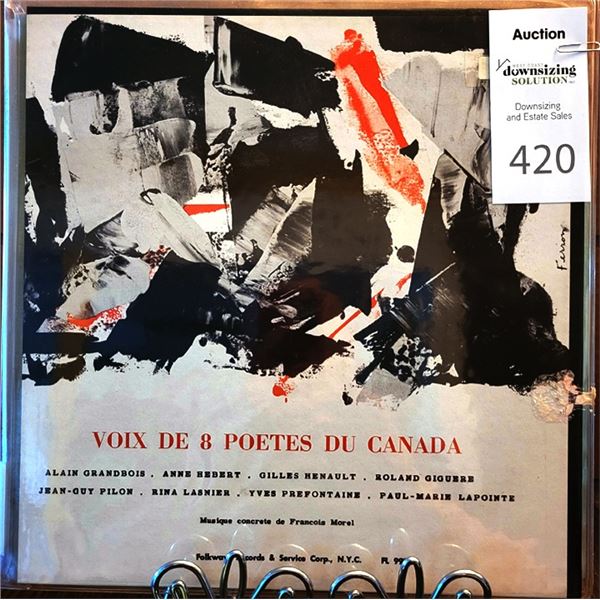 Auction
WEST COAST
downsizing
SOLUTION
Downsizing
and Estate Sales
420
Ferron
VOIX DE 8 POETES DU CANADA
ALAIN GRANDBOIS . ANNE HEBERT . GILLES HENAULT . ROLAND GIGUERE
JEAN-GUY PILON . RINA LASNIER . YVES PREFONTAINE . PAUL-MARIE LAPOINTE
Musique concrete de Francois Morel
& Service Corp., N.Y.C. FL